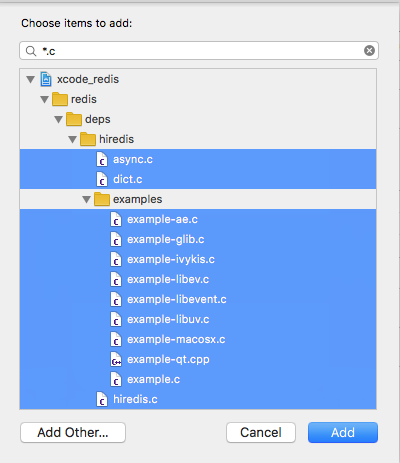 Choose items to add:
*.c
xcode_redis
redis
deps
hiredis
async.c
dict.c
examples
example-ae.c
example-glib.c
example-ivykis.c
example-libev.c
example-libevent.c
example-libuv.c
example-macosx.c
example-qt.cpp
example.c
hiredis.c
Add Other...
Cancel
Add